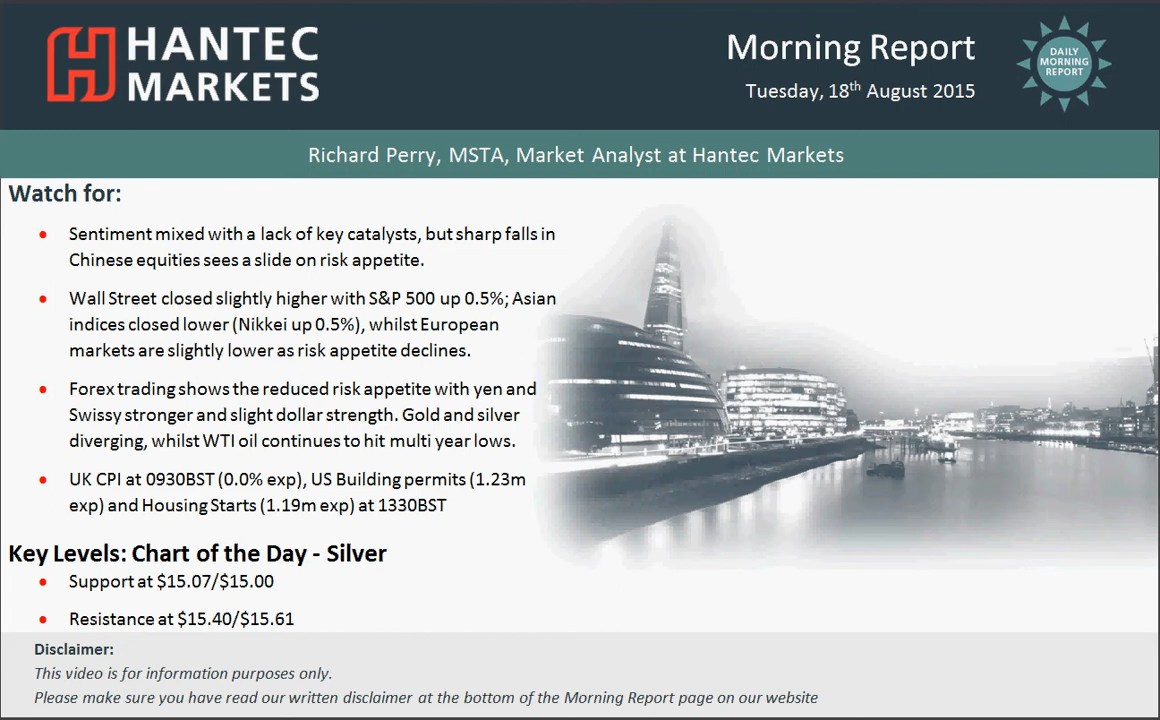 HANTEC
MARKETS
Morning Report
Tuesday, 18th August 2015
DAILY
MORNING
REPORT
Richard Perry, MSTA, Market Analyst at Hantec Markets
Watch for:
Sentiment mixed with a lack of key catalysts, but sharp falls in
Chinese equities sees a slide on risk appetite.
Wall Street closed slightly higher with S&P 500 up 0.5%; Asian
indices closed lower (Nikkei up 0.5%), whilst European
markets are slightly lower as risk appetite declines.
Forex trading shows the reduced risk appetite with yen and
Swissy stronger and slight dollar strength. Gold and silver
diverging, whilst WTI oil continues to hit multi year lows.
UK CPI at 0930BST (0.0% exp), US Building permits (1.23m
exp) and Housing Starts (1.19m exp) at 1330BST
Key Levels: Chart of the Day - Silver
Support at $15.07/$15.00
Resistance at $15.40/$15.61
Disclaimer:
This video is for information purposes only.
Please make sure you have read our written disclaimer at the bottom of the Morning Report page on our website